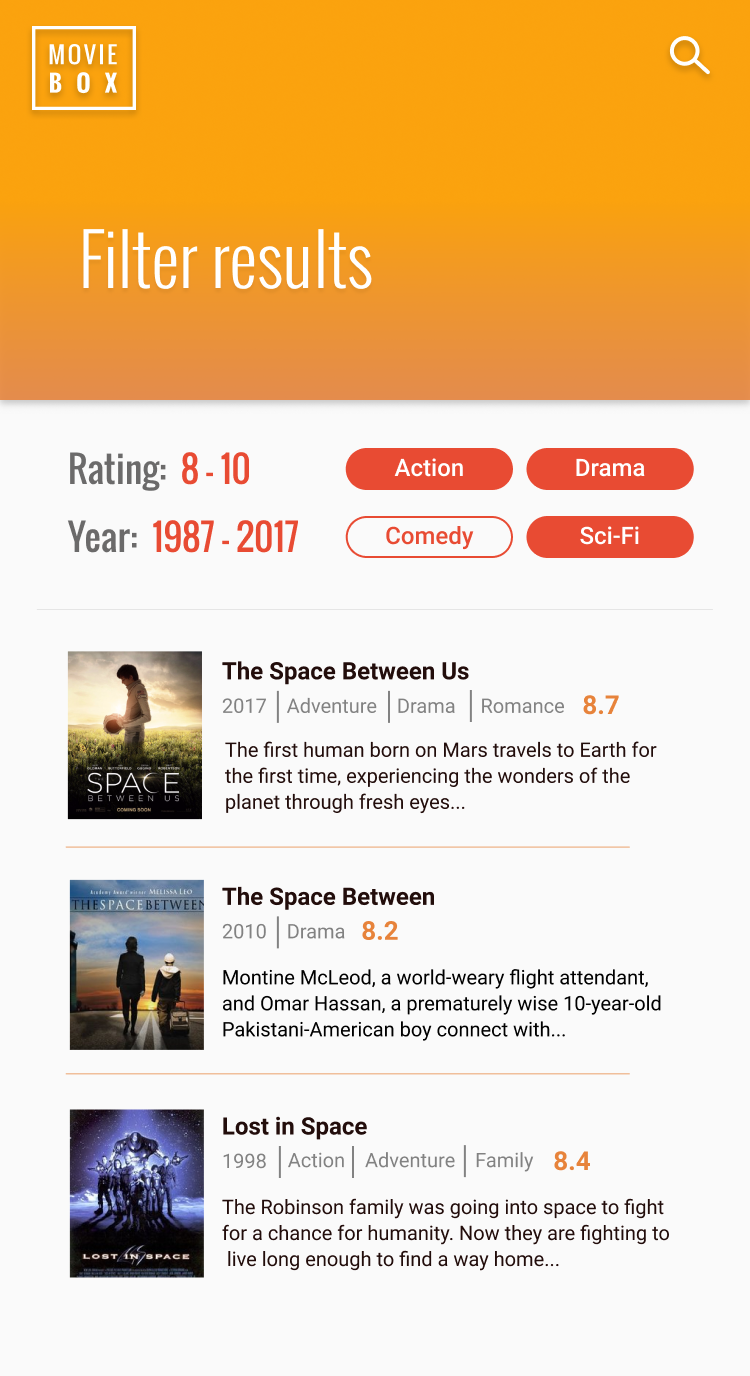 MOVIE
BOX
Filter results
Rating: 8 - 10
Action
Drama
Year: 1987 - 2017
Comedy
Sci-Fi
The Space Between Us
2017 | Adventure | Drama | Romance 8.7
The first human born on Mars travels to Earth for
the first time, experiencing the wonders of the
planet through fresh eyes...
SPACE
BETWEEN US
COMING SOON
The Space Between
2010 | Drama 8.2
Montine McLeod, a world-weary flight attendant,
and Omar Hassan, a prematurely wise 10-year-old
Pakistani-American boy connect with...
Academy Award winner MELISSA LEO
THE SPACE BETWEEN
Lost in Space
1998 | Action | Adventure | Family 8.4
The Robinson family was going into space to fight
for a chance for humanity. Now they are fighting to
live long enough to find a way home...
LOST IN SPACE